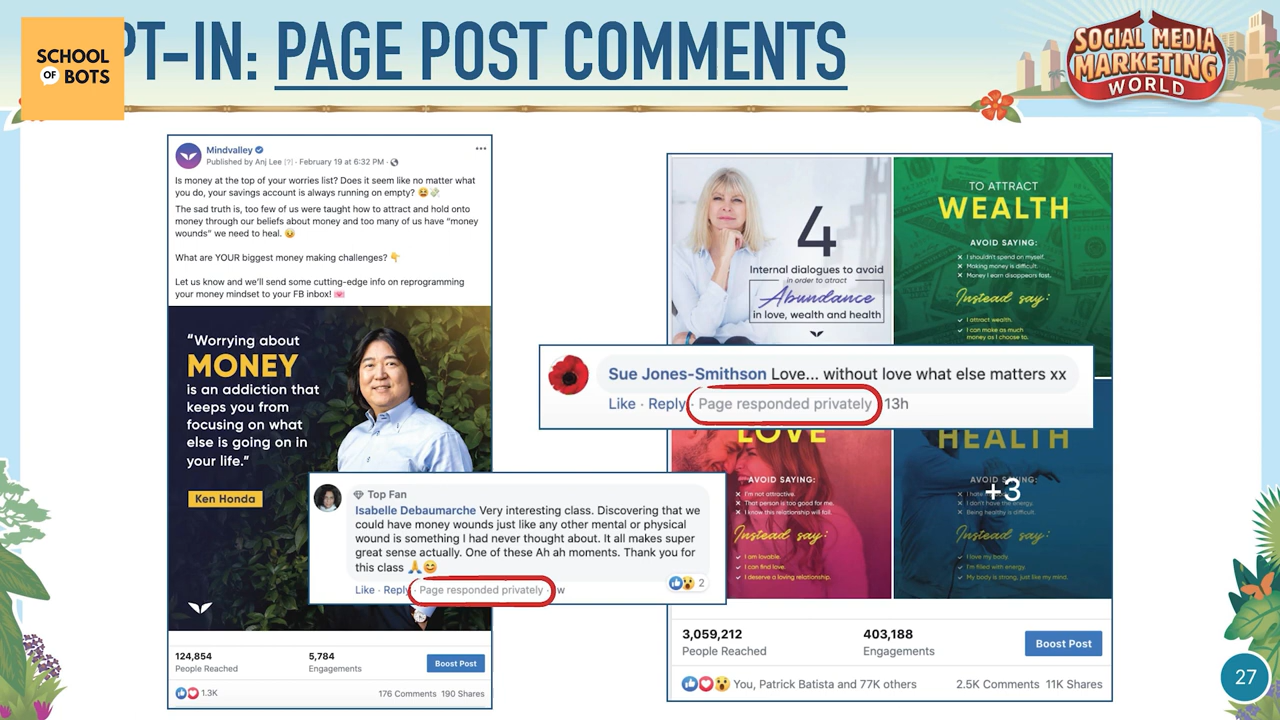 SCHOOL
OF
BOTS
PT-IN: PAGE POST COMMENTS
SOCIAL MEDIA
MARKETING
WORLD
Mindvalley
Published by Anj Lee [?] · February 19 at 6:32 PM ·
Is money at the top of your worries list? Does it seem like no matter what
you do, your savings account is always running on empty? 😫💸
The sad truth is, too few of us were taught how to attract and hold onto
money through our beliefs about money and too many of us have "money
wounds" we need to heal. 😥
What are YOUR biggest money making challenges? 👇
Let us know and we'll send some cutting-edge info on reprogramming
your money mindset to your FB inbox! 💌
"Worrying about
MONEY
is an addiction that
keeps you from
focusing on what
else is going on in
your life."
Ken Honda
Top Fan
Isabelle Debaumarche Very interesting class. Discovering that we
could have money wounds just like any other mental or physical
wound is something I had never thought about. It all makes super
great sense actually. One of these Ah ah moments. Thank you for
this class 🙏😊
Like · Reply · Page responded privately · w
2
124,854
People Reached
5,784
Engagements
Boost Post
1.3K
176 Comments 190 Shares
4
Internal dialogues to avoid
in order to attract
Abundance
in love, wealth and health
TO ATTRACT
WEALTH
AVOID SAYING:
× I shouldn't spend on myself.
× Making money is difficult.
× Money I earn disappears fast.
Instead say:
✓ I attract wealth.
✓ I can make as much
money as I choose to.
Sue Jones-Smithson Love... without love what else matters xx
Like · Reply · Page responded privately · 13h
LOVE
AVOID SAYING:
× I'm not attractive.
× That person is too good for me.
× I know this relationship will fail.
Instead say:
✓ I am lovable.
✓ I can find love.
✓ I deserve a loving relationship.
HEALTH
AVOID SAYING:
+3
× I hate
× I don't have the energy.
× Being healthy is difficult.
Instead say:
✓ I love my body.
✓ I'm filled with energy.
✓ My body is strong, just like my mind.
3,059,212
People Reached
403,188
Engagements
Boost Post
You, Patrick Batista and 77K others
2.5K Comments 11K Shares
27